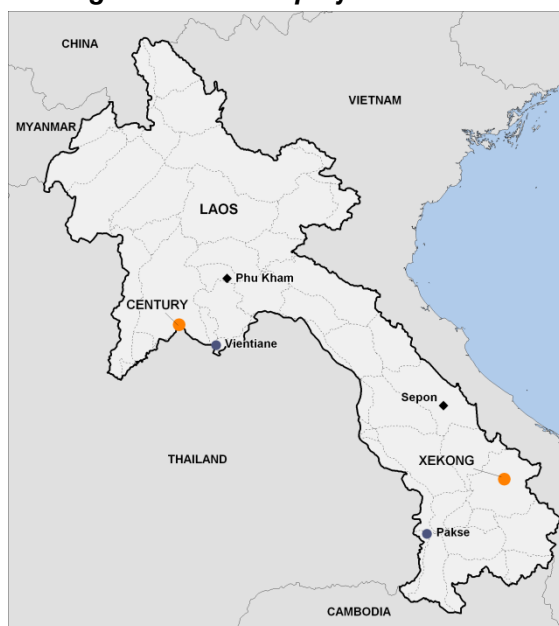 CHINA
VIETNAM
MYANMAR
LAOS
Phu Kham
CENTURY
Vientiane
Sepon
THAILAND
XEKONG
Pakse
CAMBODIA